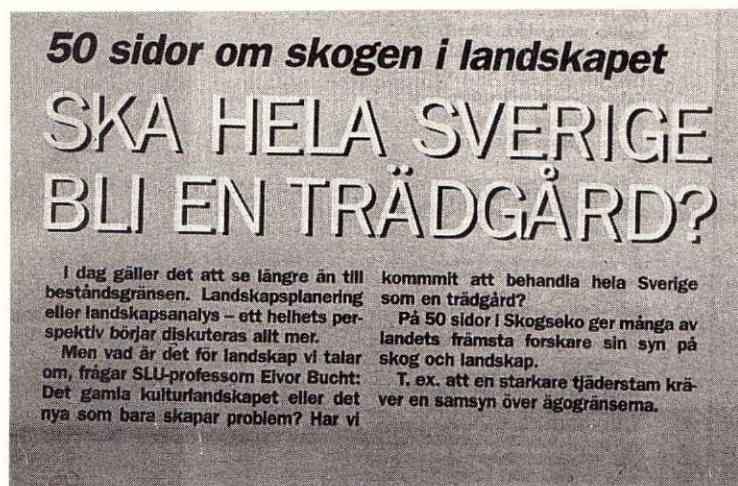 50 sidor om skogen i landskapet
SKA HELA SVERIGE
BLI EN TRÄDGÅRD?
I dag gäller det att se längre än till
beståndsgränsen. Landskapsplanering
eller landskapsanalys – ett helhets per-
spektiv börjar diskuteras allt mer.
Men vad är det för landskap vi talar
om, frågar SLU-professorn Eivor Bucht:
Det gamla kulturlandskapet eller det
nya som bara skapar problem? Har vi
kommmit att behandla hela Sverige
som en trädgård?
På 50 sidor i Skogseko ger många av
landets främsta forskare sin syn på
skog och landskap.
T. ex. att en starkare tjäderstam krä-
ver en samsyn över ägogränserna.